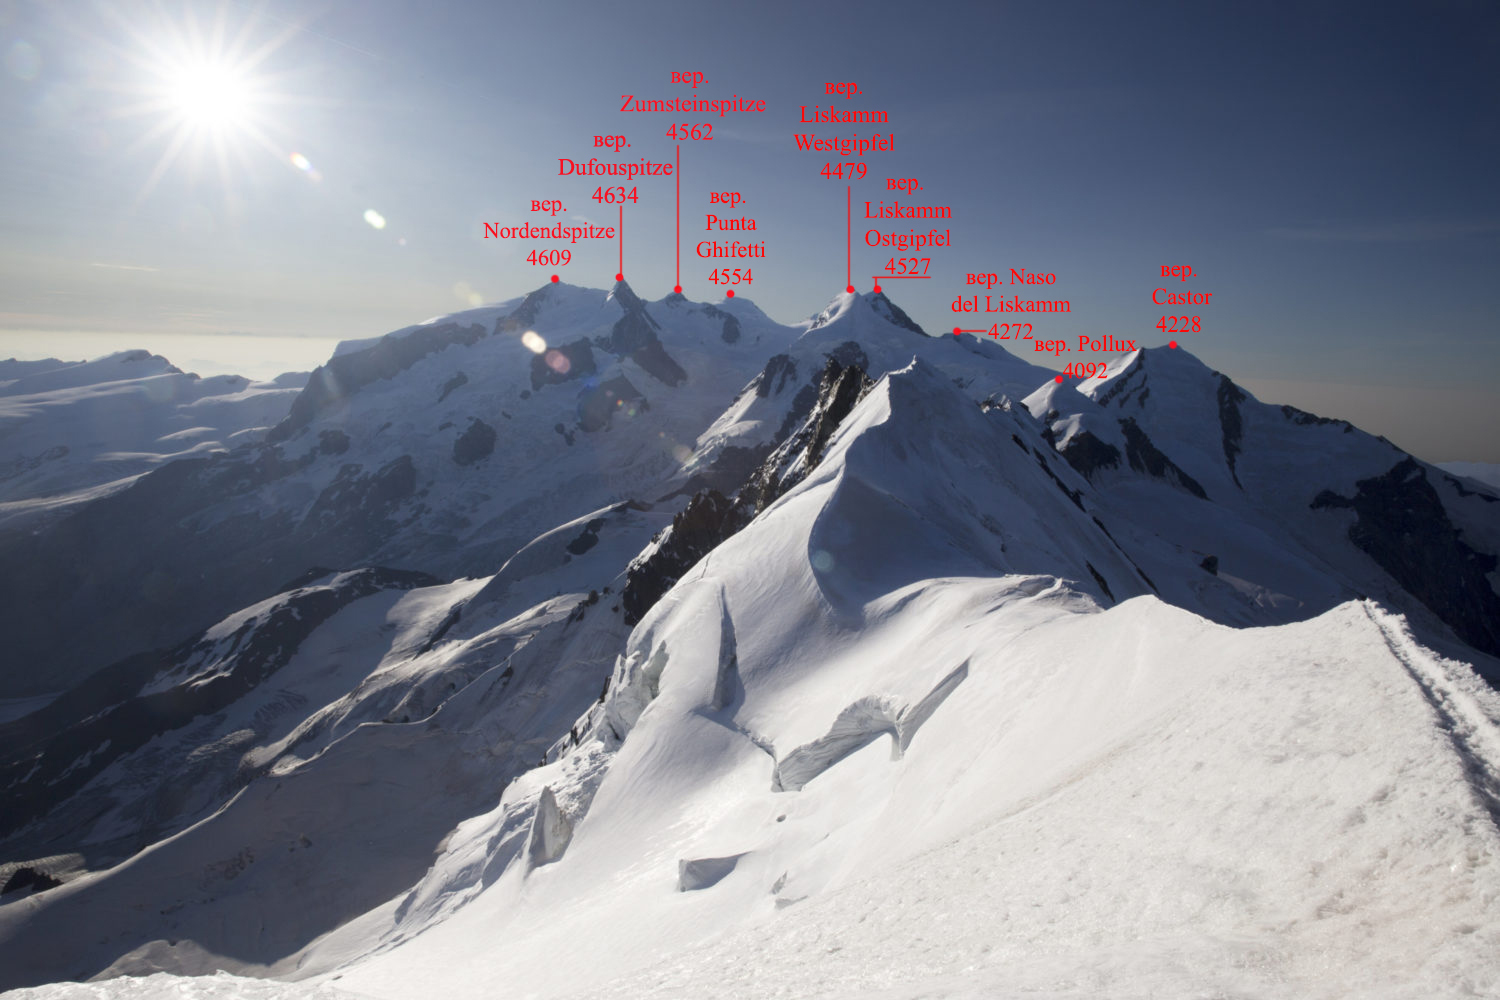 вер.
Nordendspitze
4609
вер.
Dufouspitze
4634
вер.
Zumsteinspitze
4562
вер.
Punta
Ghifetti
4554
вер.
Liskamm
Westgipfel
4479
вер.
Liskamm
Ostgipfel
4527
вер. Naso
del Liskamm
4272
вер. Pollux
4092
вер.
Castor
4228